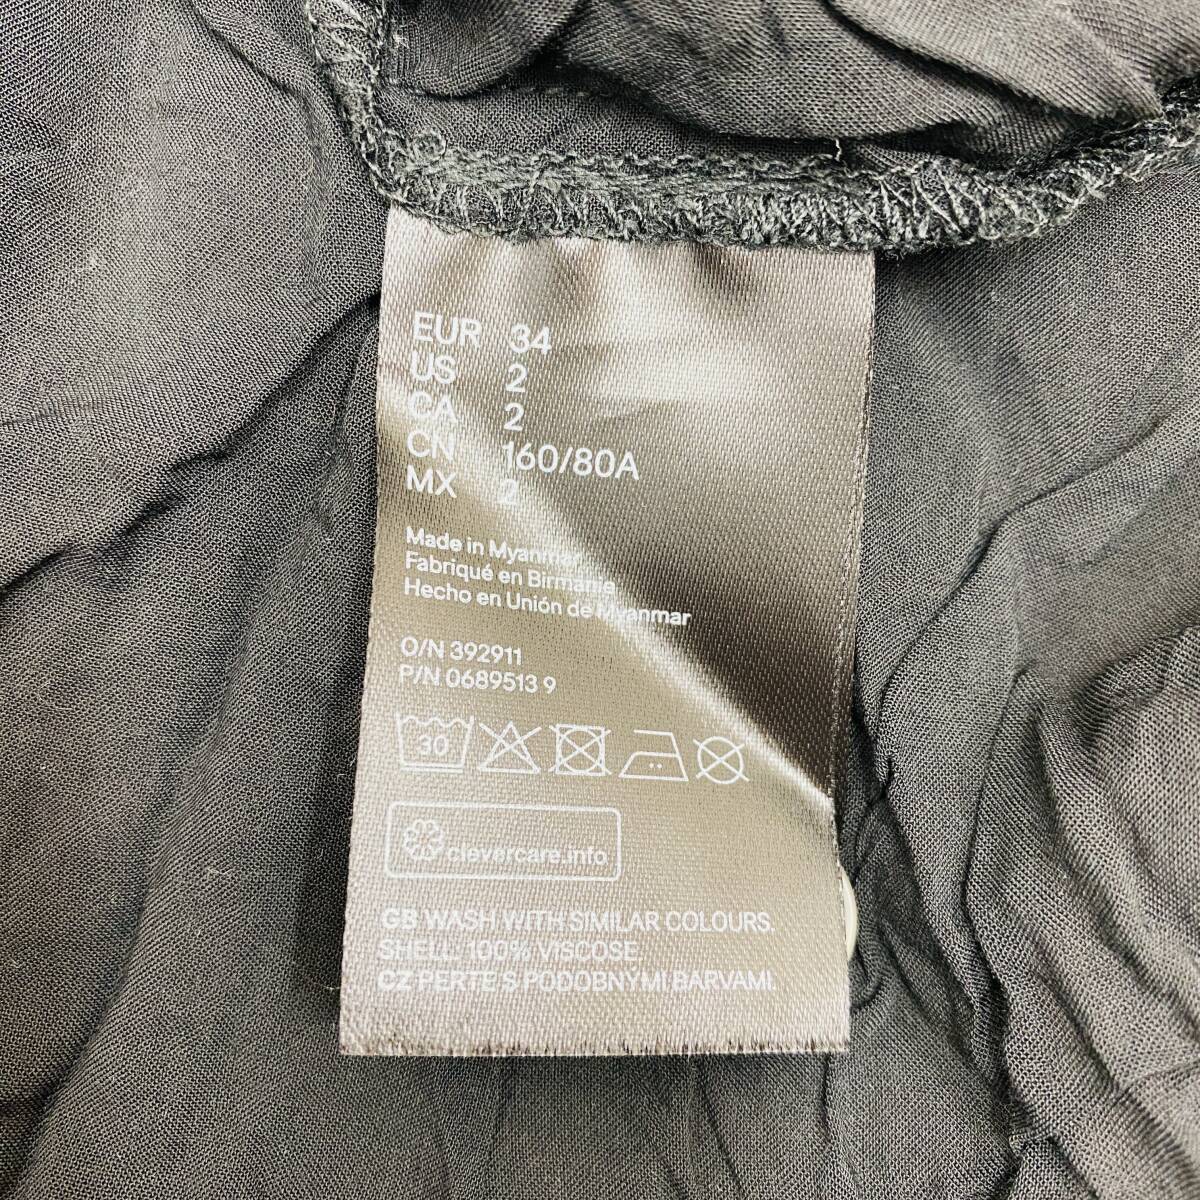 EUR 34
US 2
CA 2
CN 160/80A
MX 2
Made in Myanmar
Fabriqué en Birmanie
Hecho en Unión de Myanmar
O/N 392911
P/N 0689513 9
30
clevercare.info
GB WASH WITH SIMILAR COLOURS.
SHELL: 100% VISCOSE.
CZ PERTE S PODOBNÝMI BARVAMI.